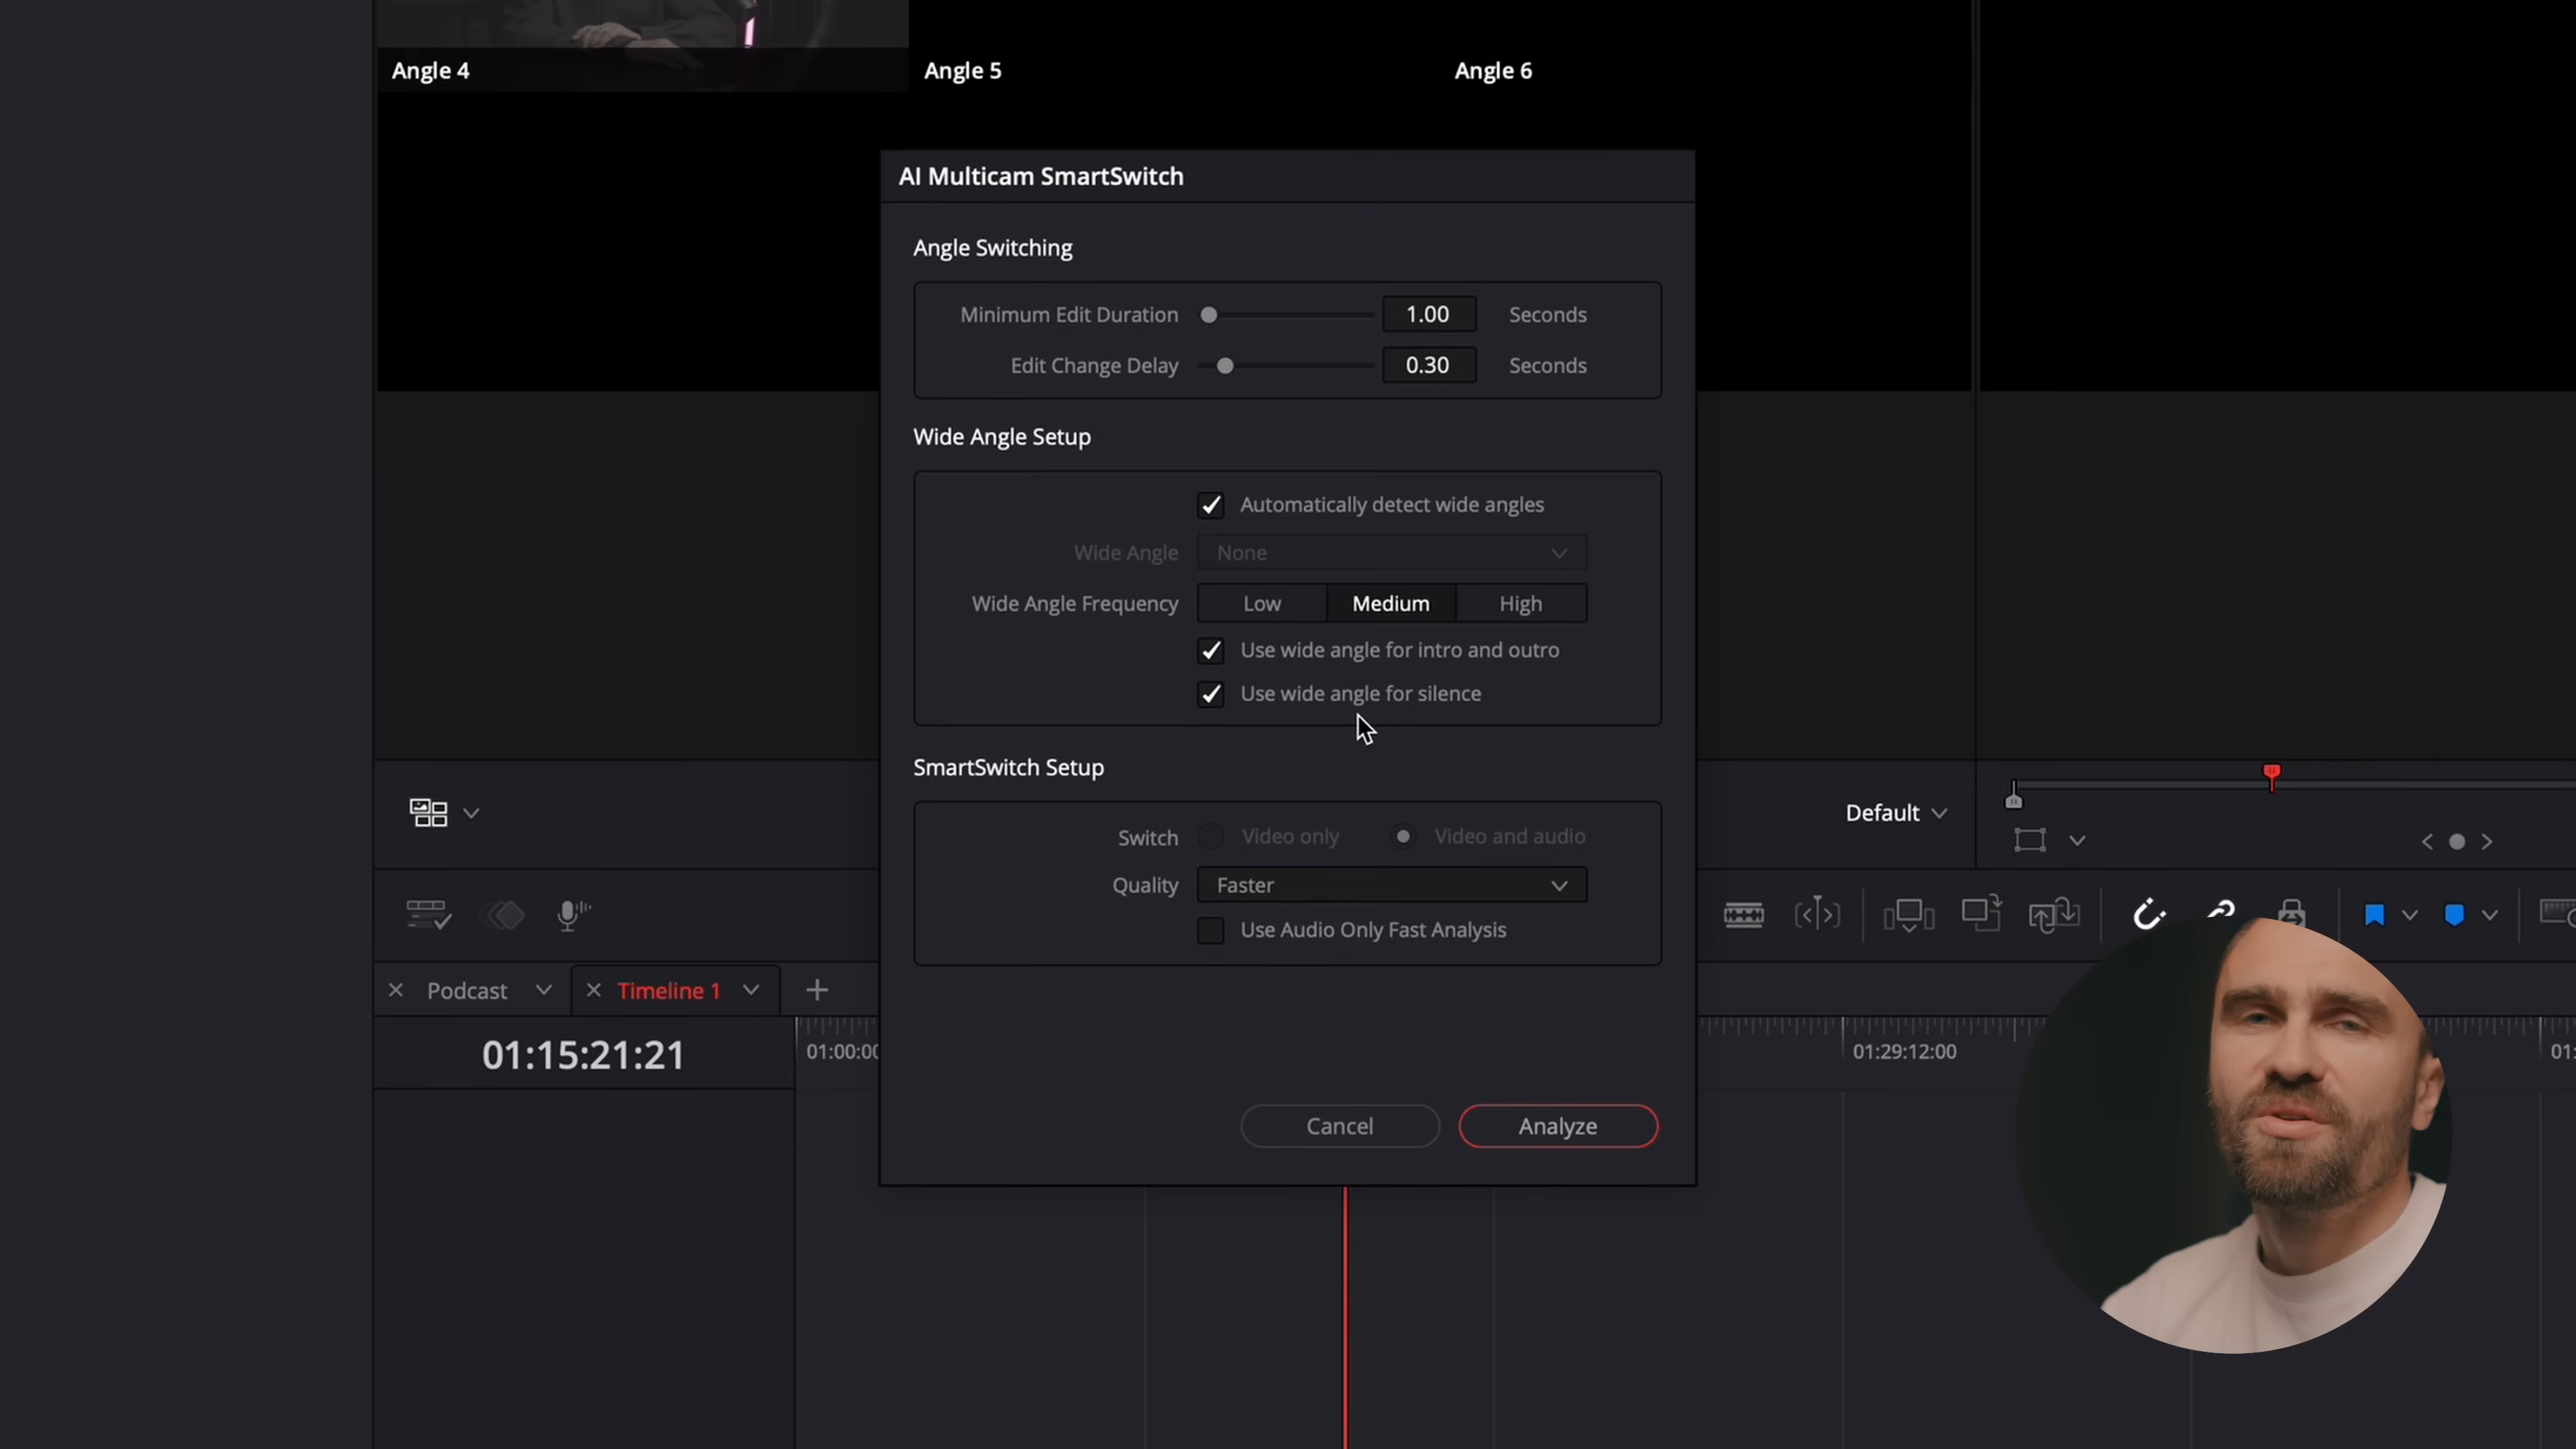 Angle 4
Angle 5
Angle 6
AI Multicam SmartSwitch
Angle Switching
Minimum Edit Duration 1.00 Seconds
Edit Change Delay 0.30 Seconds
Wide Angle Setup
Automatically detect wide angles
Wide Angle None
Wide Angle Frequency Low Medium High
Use wide angle for intro and outro
Use wide angle for silence
SmartSwitch Setup
Default
Switch Video only Video and audio
Quality Faster
Use Audio Only Fast Analysis
Podcast Timeline 1
01:15:21:21
01:00:00
01:29:12:00
01:
Cancel Analyze